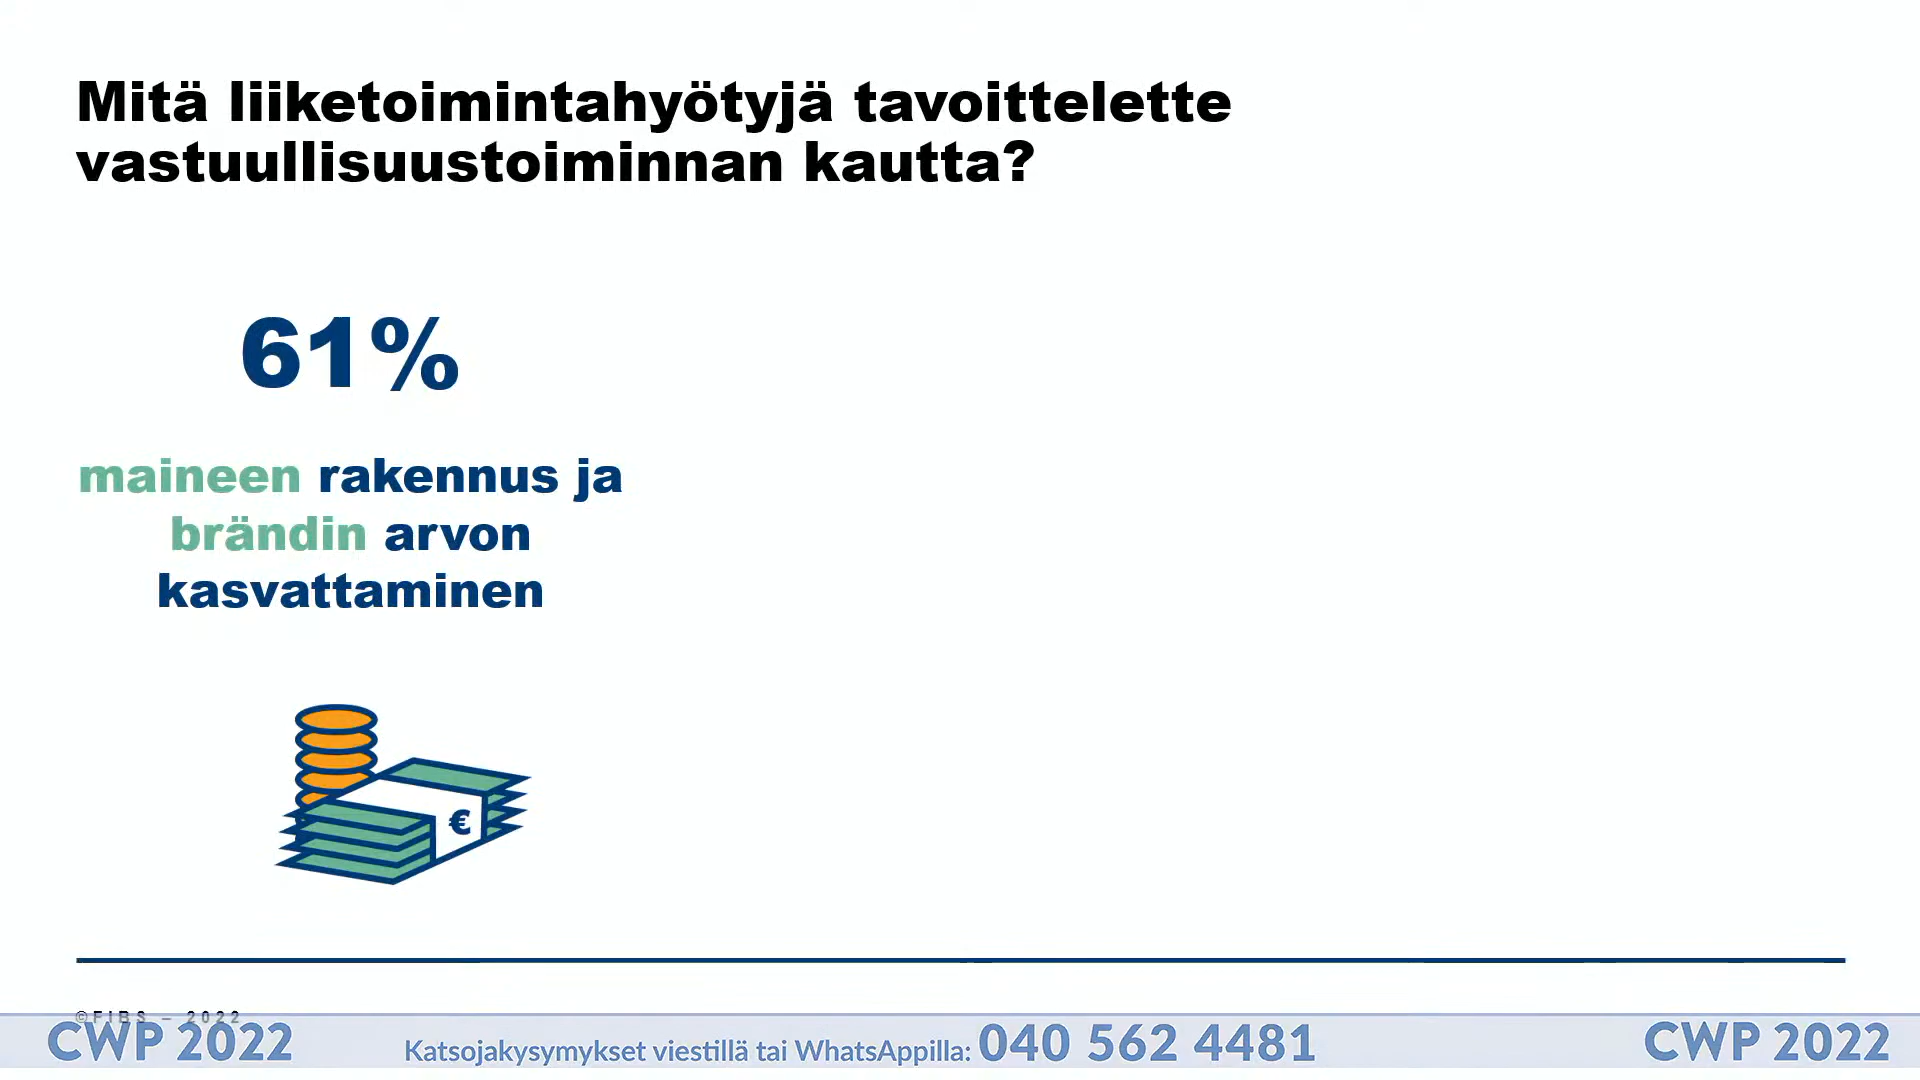 Mitä liiketoimintahyötyjä tavoittelette
vastuullisuustoiminnan kautta?
61%
maineen rakennus ja
brändin arvon
kasvattaminen
€
©FIBS – 2022
CWP 2022
Katsojakysymykset viestillä tai WhatsAppilla: 040 562 4481
CWP 2022